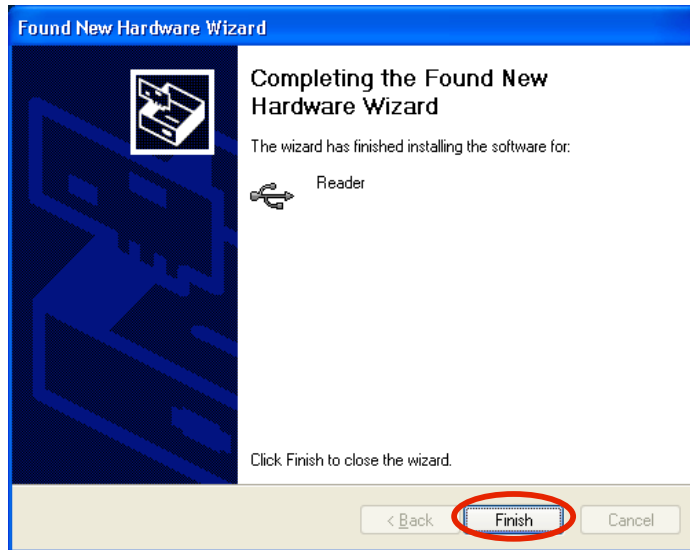 Found New Hardware Wizard
Completing the Found New
Hardware Wizard
The wizard has finished installing the software for:
Reader
Click Finish to close the wizard.
< Back Finish Cancel